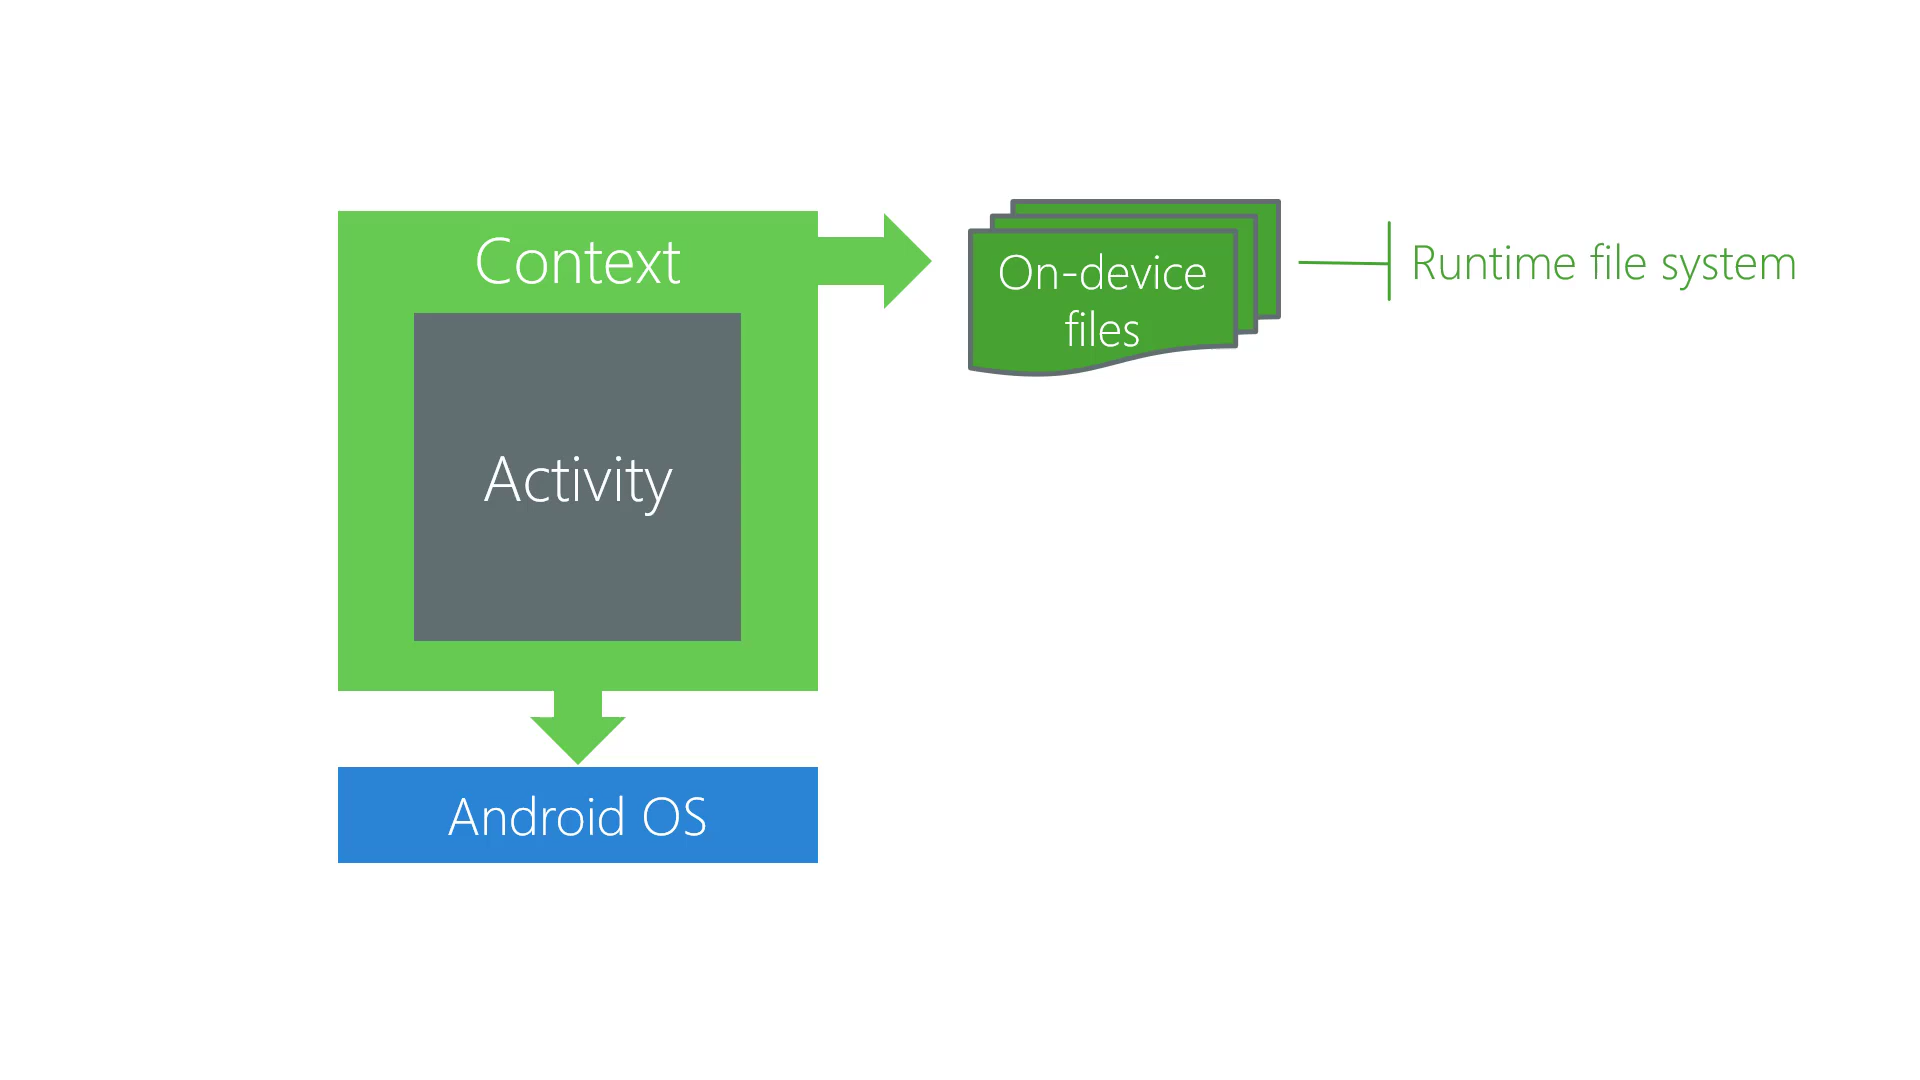 Context
Activity
Android OS
On-device
files
Runtime file system